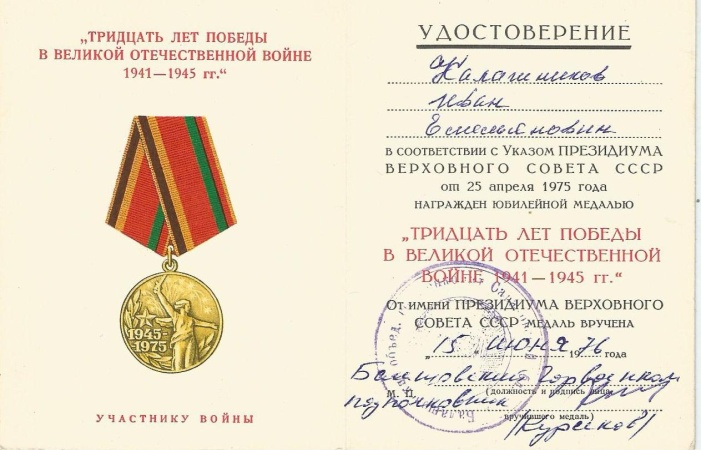 „ТРИДЦАТЬ ЛЕТ ПОБЕДЫ
В ВЕЛИКОЙ ОТЕЧЕСТВЕННОЙ ВОЙНЕ
1941—1945 гг.“
1945-
1975
УЧАСТНИКУ ВОЙНЫ
УДОСТОВЕРЕНИЕ
Калашников
Иван
Емельянович
В СООТВЕТСТВИИ С УКАЗОМ ПРЕЗИДИУМА
ВЕРХОВНОГО СОВЕТА СССР
от 25 апреля 1975 года
НАГРАЖДЕН ЮБИЛЕЙНОЙ МЕДАЛЬЮ
„ТРИДЦАТЬ ЛЕТ ПОБЕДЫ
В ВЕЛИКОЙ ОТЕЧЕСТВЕННОЙ
ВОЙНЕ 1941—1945 гг.“
ОТ ИМЕНИ ПРЕЗИДИУМА ВЕРХОВНОГО
СОВЕТА СССР МЕДАЛЬ ВРУЧЕНА
„15 июня 1976 года
Балашовский Горвоенком
М. П. (должность и подпись лица,
подполковник
вручившего медаль)